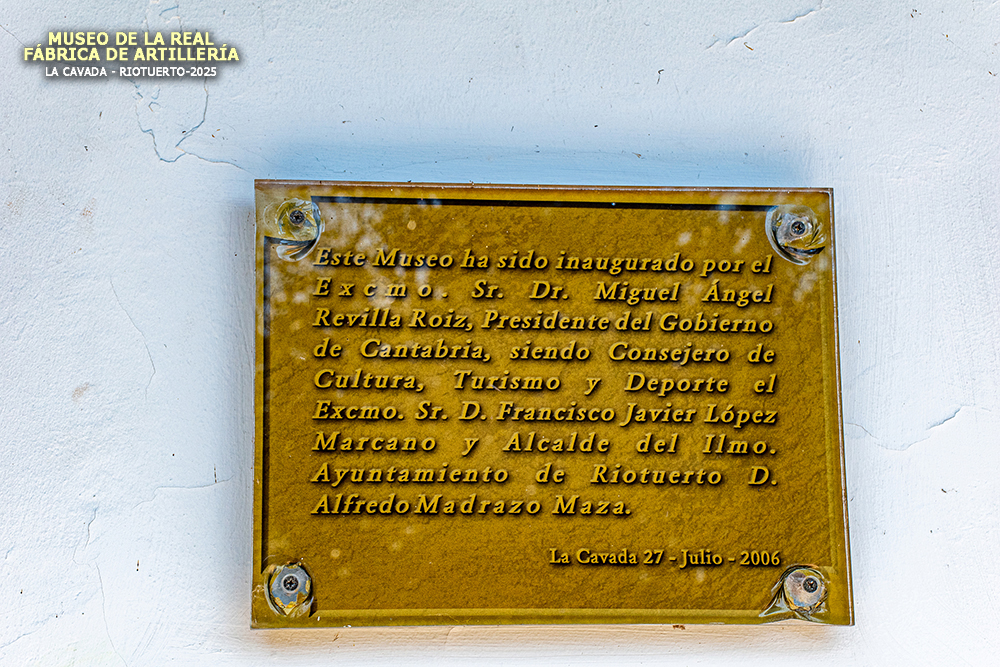 MUSEO DE LA REAL
FÁBRICA DE ARTILLERÍA
LA CAVADA - RIOTUERTO-2025
Este Museo ha sido inaugurado por el
Excmo. Sr. Dr. Miguel Ángel
Revilla Roiz, Presidente del Gobierno
de Cantabria, siendo Consejero de
Cultura, Turismo y Deporte el
Excmo. Sr. D. Francisco Javier López
Marcano y Alcalde del Ilmo.
Ayuntamiento de Riotuerto D.
Alfredo Madrazo Maza.
La Cavada 27 - Julio - 2006